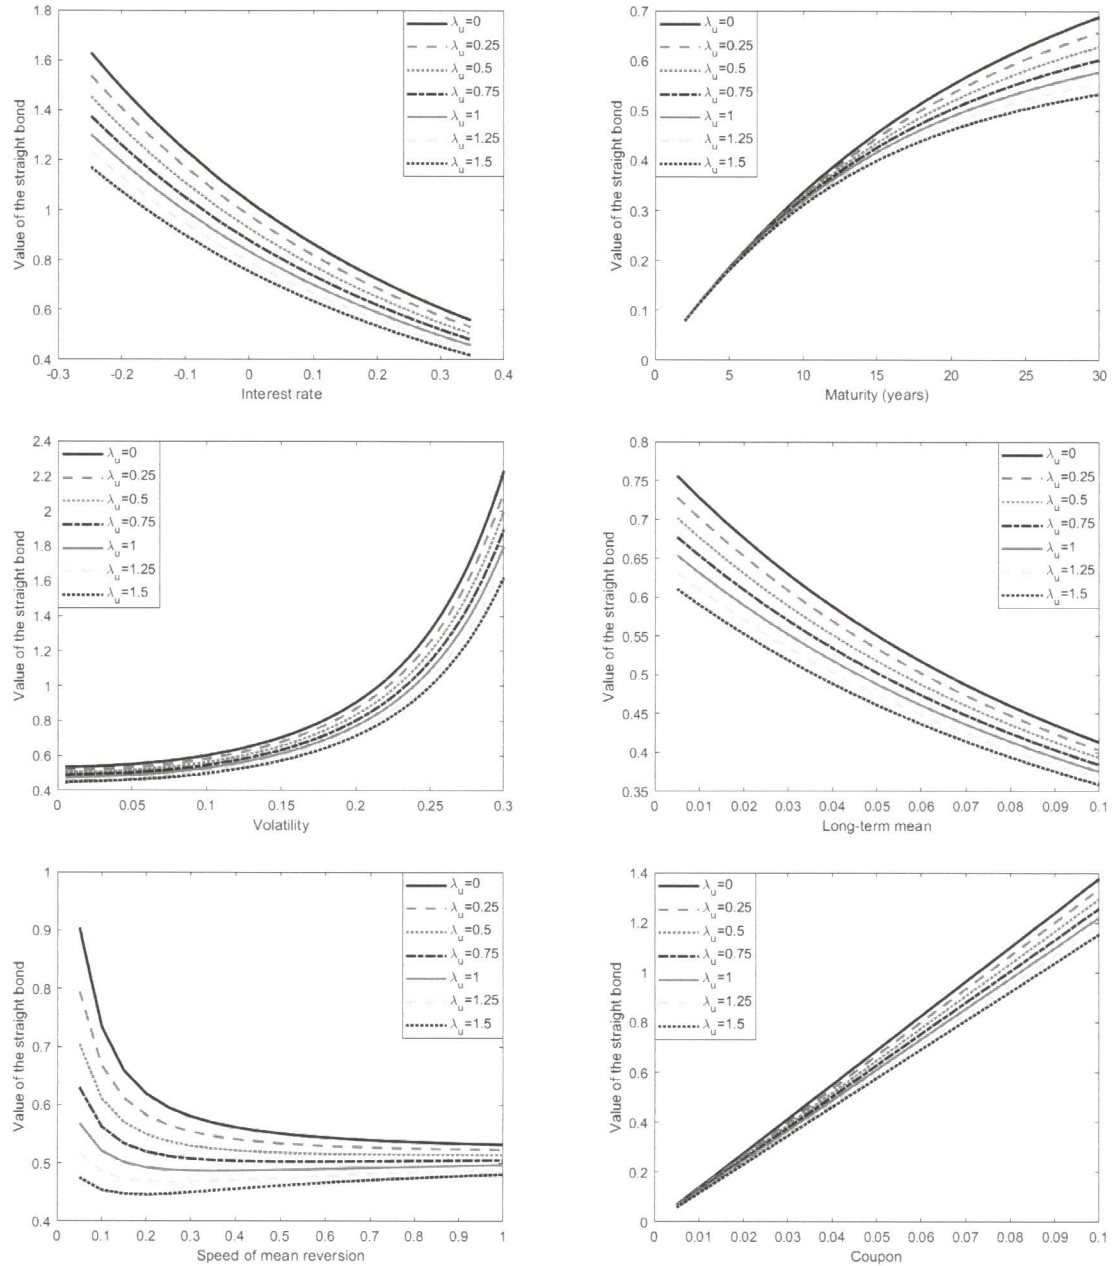 Value of the straight bond
1.8
1.6
1.4
1.2
1
0.8
0.6
0.4
-0.3
-0.2
-0.1
0
0.1
0.2
0.3
0.4
Interest rate
λu=0
λu=0.25
λu=0.5
λu=0.75
λu=1
λu=1.25
λu=1.5
Value of the straight bond
0.7
0.6
0.5
0.4
0.3
0.2
0.1
0
0
5
10
15
20
25
30
Maturity (years)
λu=0
λu=0.25
λu=0.5
λu=0.75
λu=1
λu=1.25
λu=1.5
Value of the straight bond
2.4
2.2
2
1.8
1.6
1.4
1.2
1
0.8
0.6
0.4
0
0.05
0.1
0.15
0.2
0.25
0.3
Volatility
λu=0
λu=0.25
λu=0.5
λu=0.75
λu=1
λu=1.25
λu=1.5
Value of the straight bond
0.8
0.75
0.7
0.65
0.6
0.55
0.5
0.45
0.4
0.35
0
0.01
0.02
0.03
0.04
0.05
0.06
0.07
0.08
0.09
0.1
Long-term mean
λu=0
λu=0.25
λu=0.5
λu=0.75
λu=1
λu=1.25
λu=1.5
Value of the straight bond
1
0.9
0.8
0.7
0.6
0.5
0.4
0
0.1
0.2
0.3
0.4
0.5
0.6
0.7
0.8
0.9
1
Speed of mean reversion
λu=0
λu=0.25
λu=0.5
λu=0.75
λu=1
λu=1.25
λu=1.5
Value of the straight bond
1.4
1.2
1
0.8
0.6
0.4
0.2
0
0
0.01
0.02
0.03
0.04
0.05
0.06
0.07
0.08
0.09
0.1
Coupon
λu=0
λu=0.25
λu=0.5
λu=0.75
λu=1
λu=1.25
λu=1.5